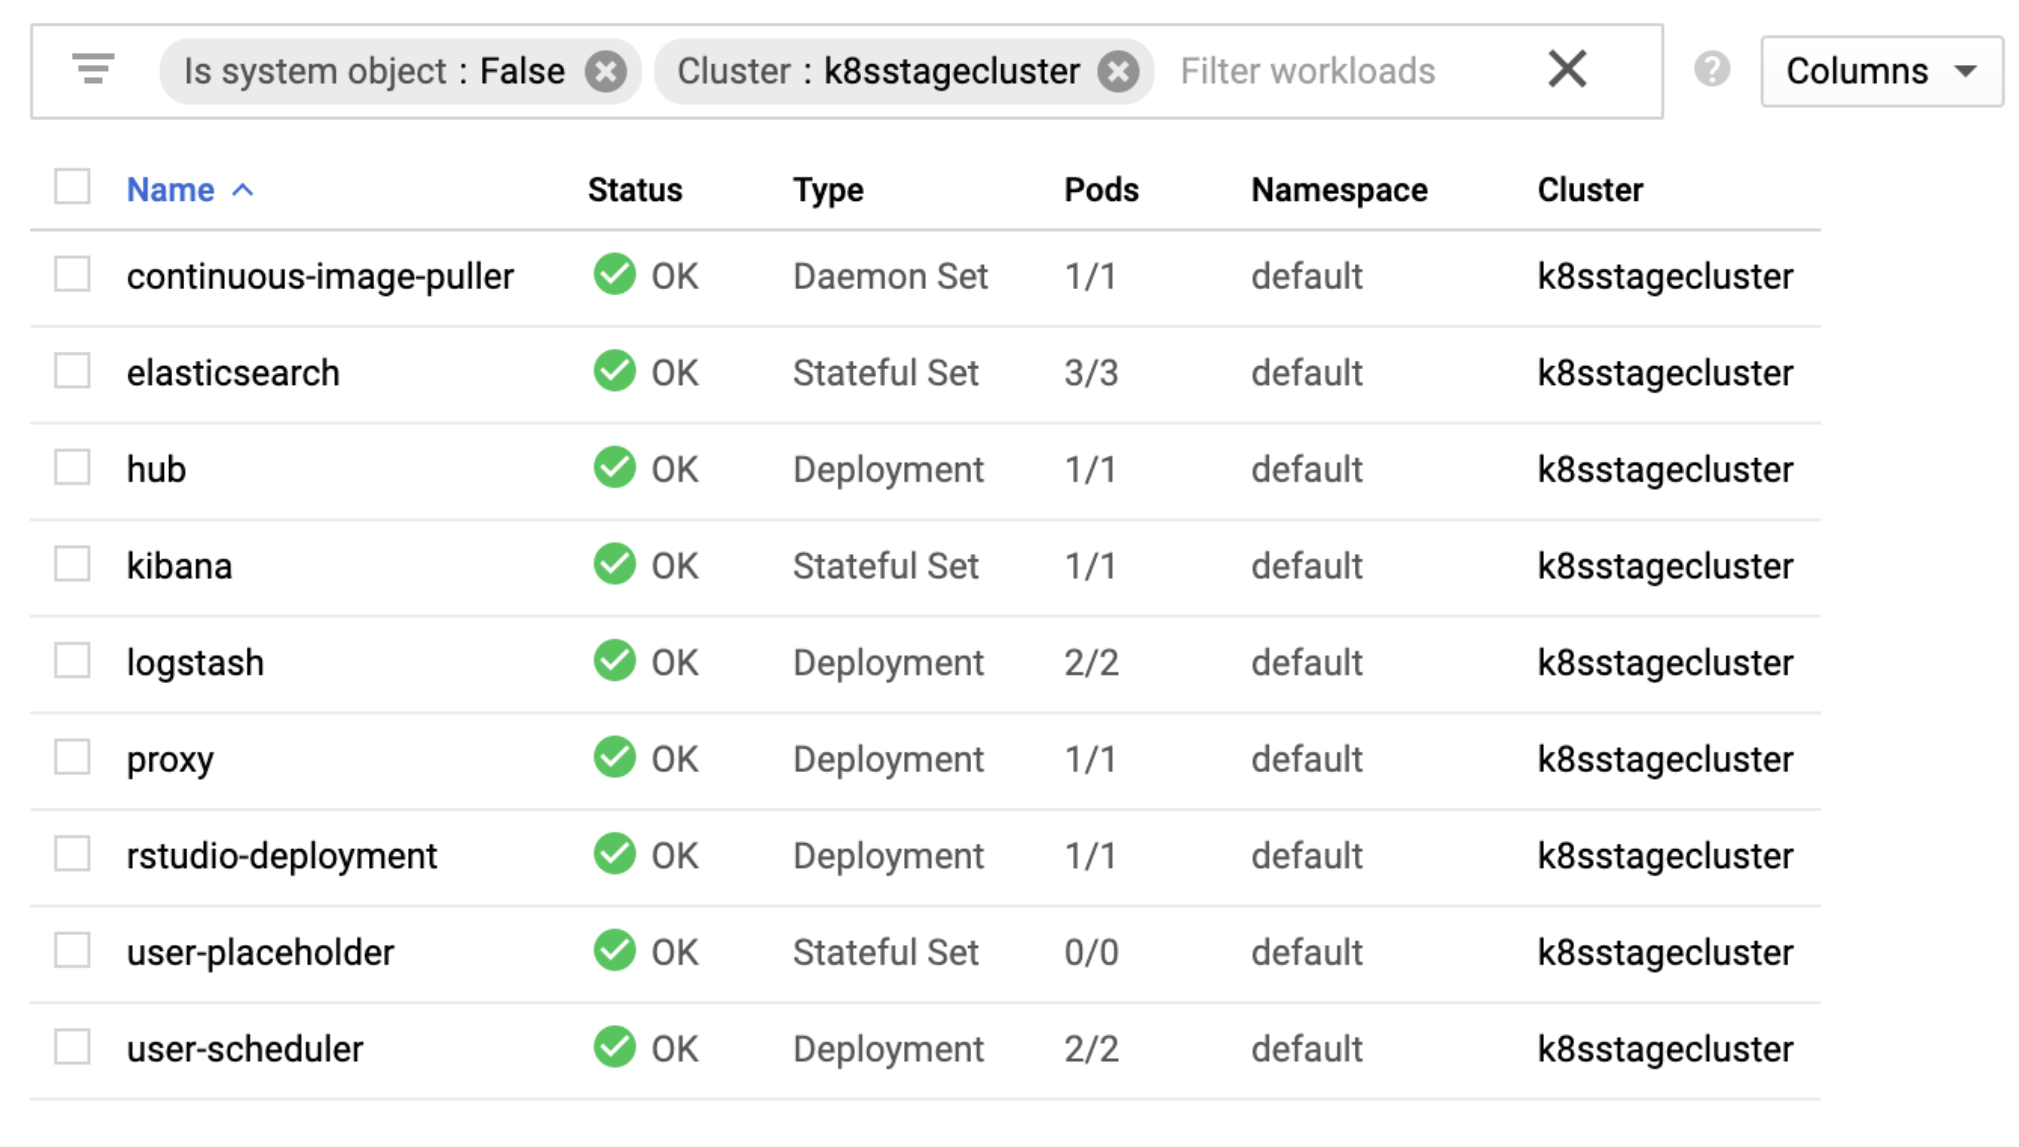 Is system object : False Cluster : k8sstagecluster Filter workloads Columns
Name Status Type Pods Namespace Cluster
continuous-image-puller OK Daemon Set 1/1 default k8sstagecluster
elasticsearch OK Stateful Set 3/3 default k8sstagecluster
hub OK Deployment 1/1 default k8sstagecluster
kibana OK Stateful Set 1/1 default k8sstagecluster
logstash OK Deployment 2/2 default k8sstagecluster
proxy OK Deployment 1/1 default k8sstagecluster
rstudio-deployment OK Deployment 1/1 default k8sstagecluster
user-placeholder OK Stateful Set 0/0 default k8sstagecluster
user-scheduler OK Deployment 2/2 default k8sstagecluster